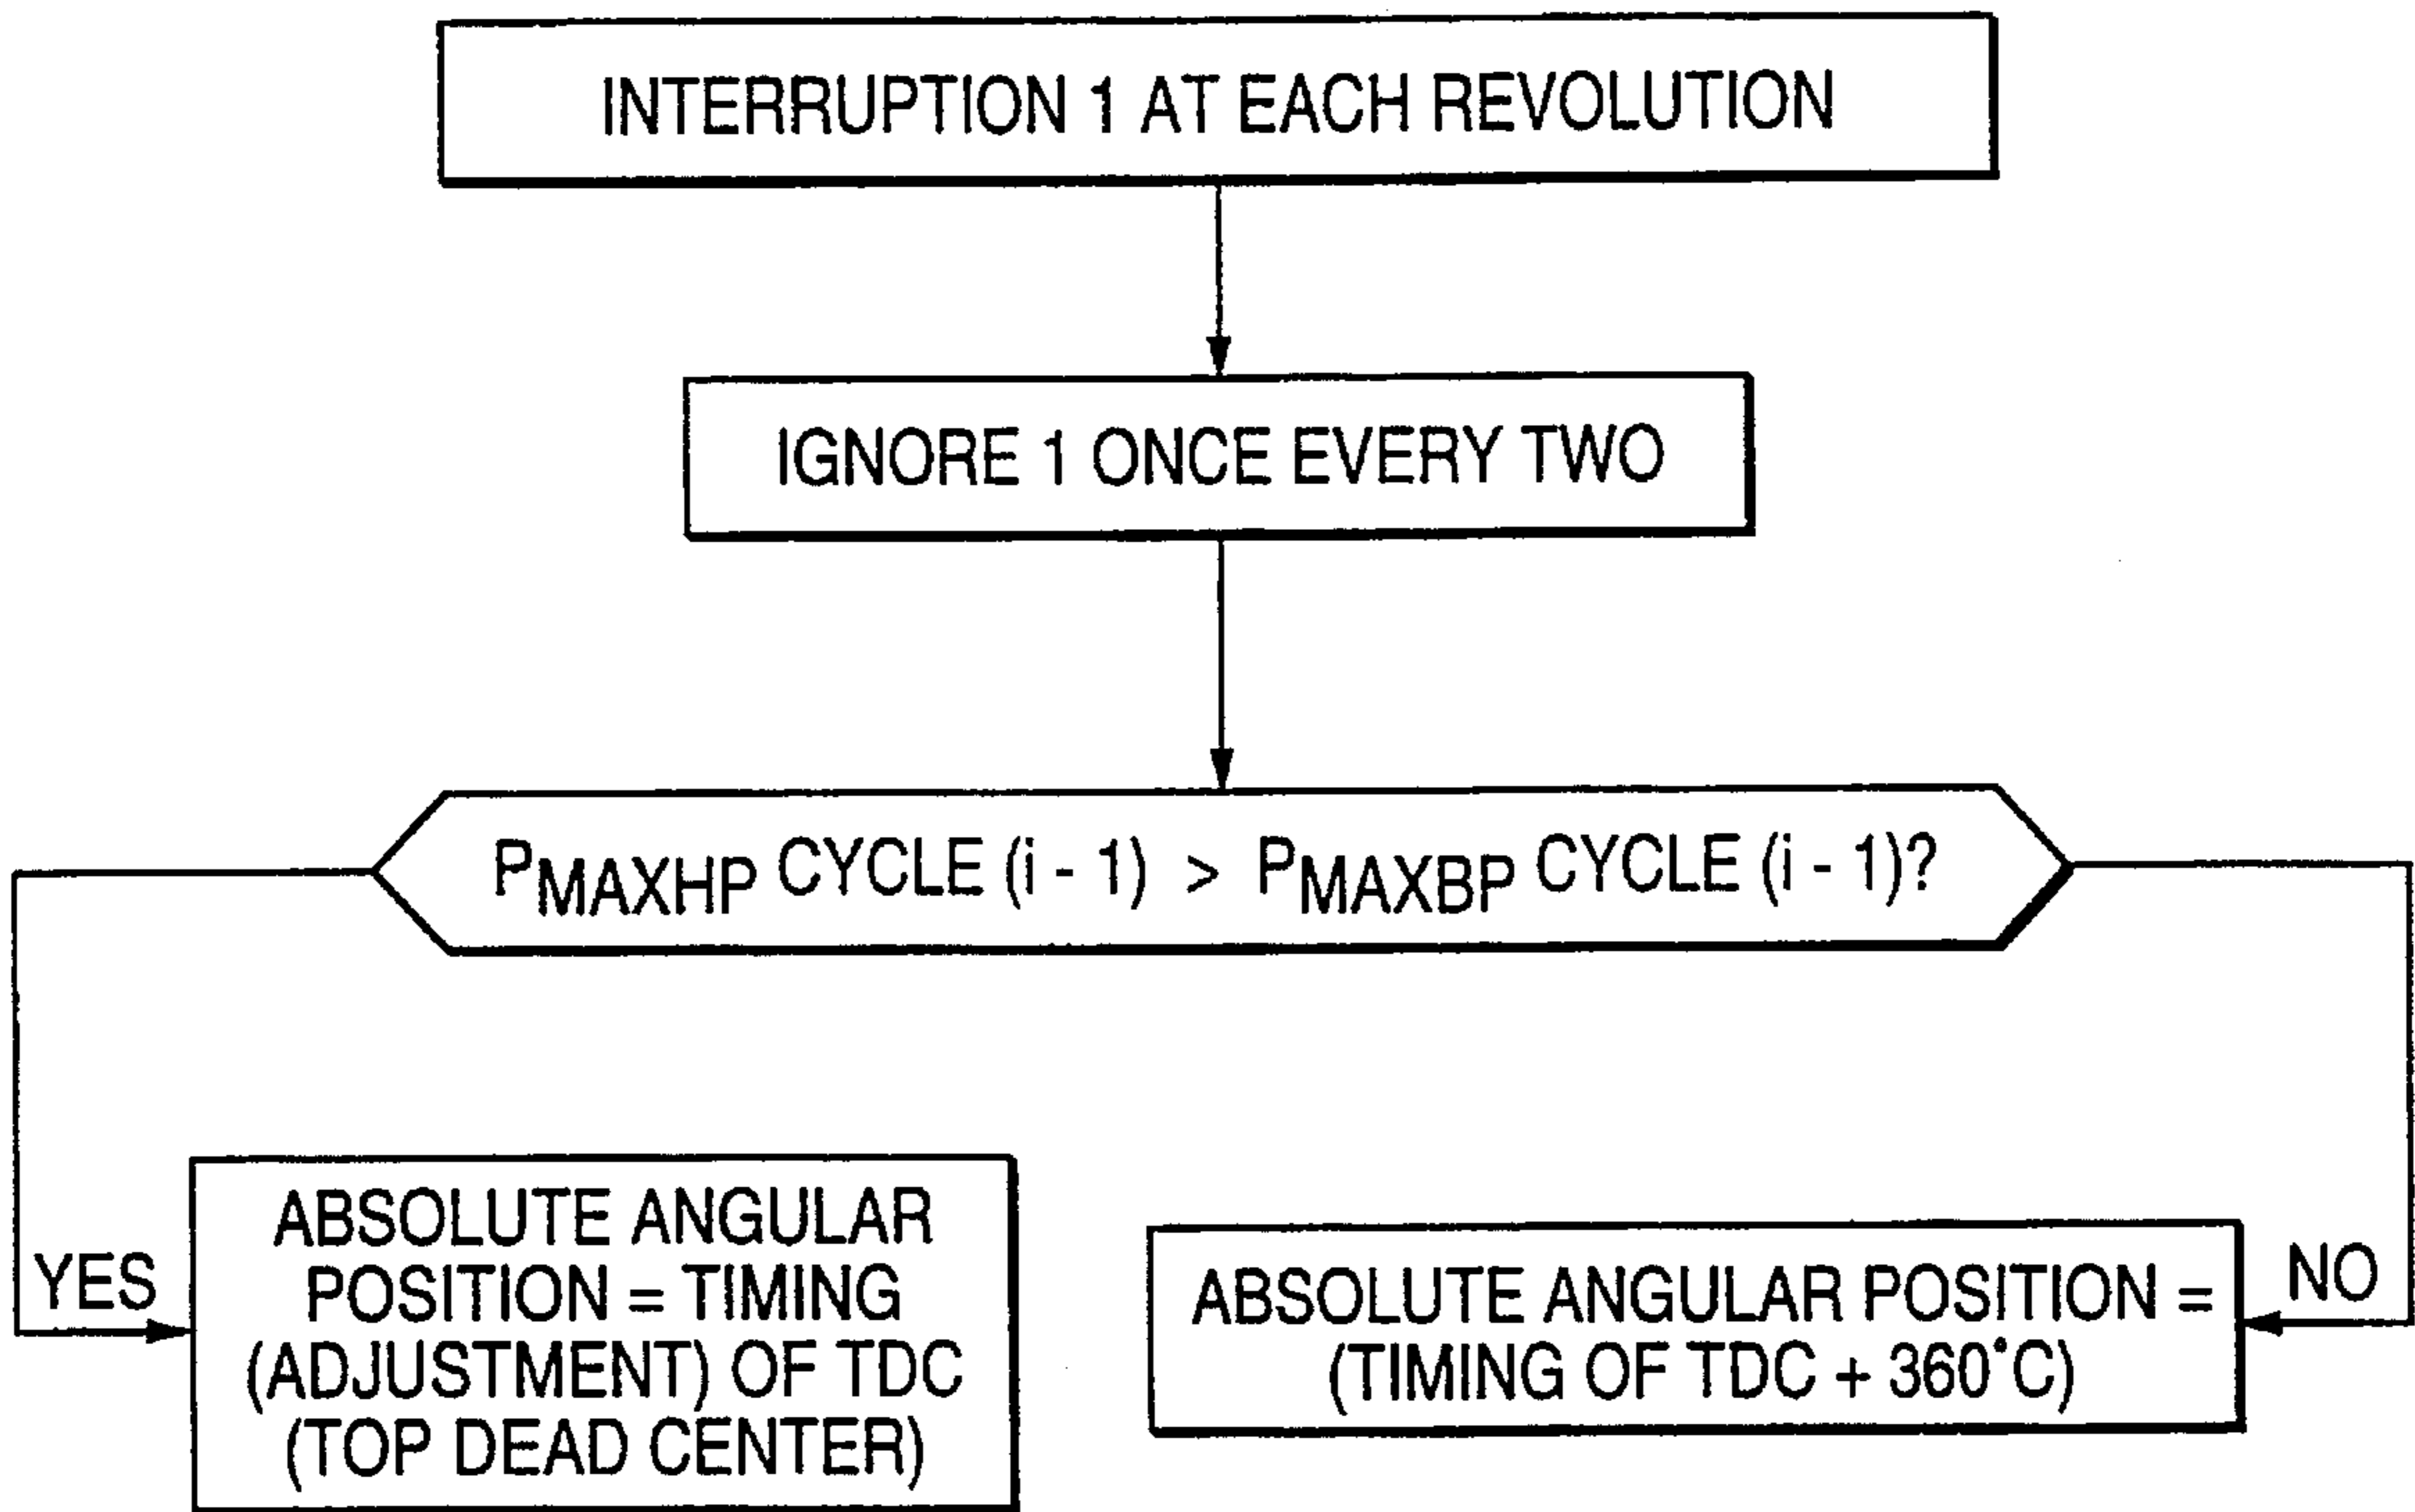 INTERRUPTION 1 AT EACH REVOLUTION
IGNORE 1 ONCE EVERY TWO
PMAXHP CYCLE (i - 1) > PMAXBP CYCLE (i - 1)?
YES
ABSOLUTE ANGULAR
POSITION = TIMING
(ADJUSTMENT) OF TDC
(TOP DEAD CENTER)
ABSOLUTE ANGULAR POSITION =
(TIMING OF TDC + 360°C)
NO